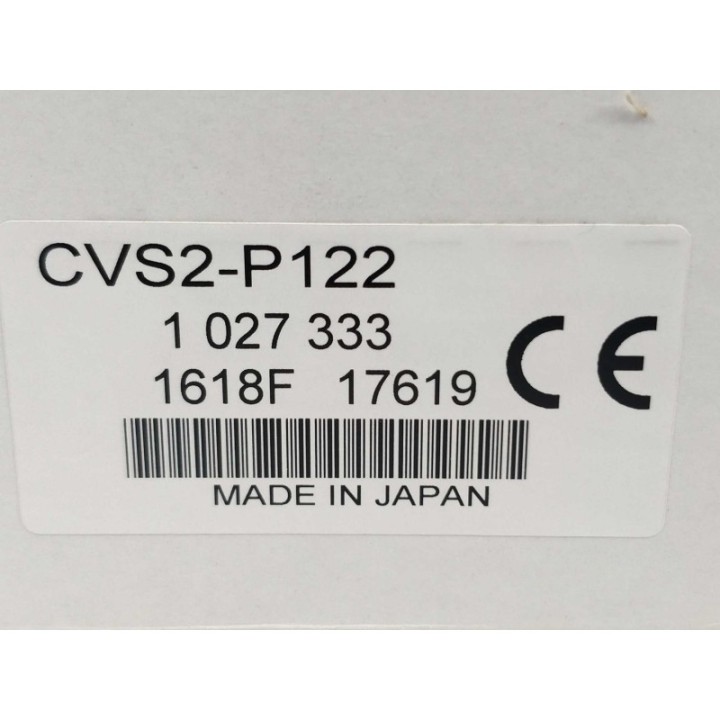 CVS2-P122
1 027 333
1618F 17619
CE
MADE IN JAPAN